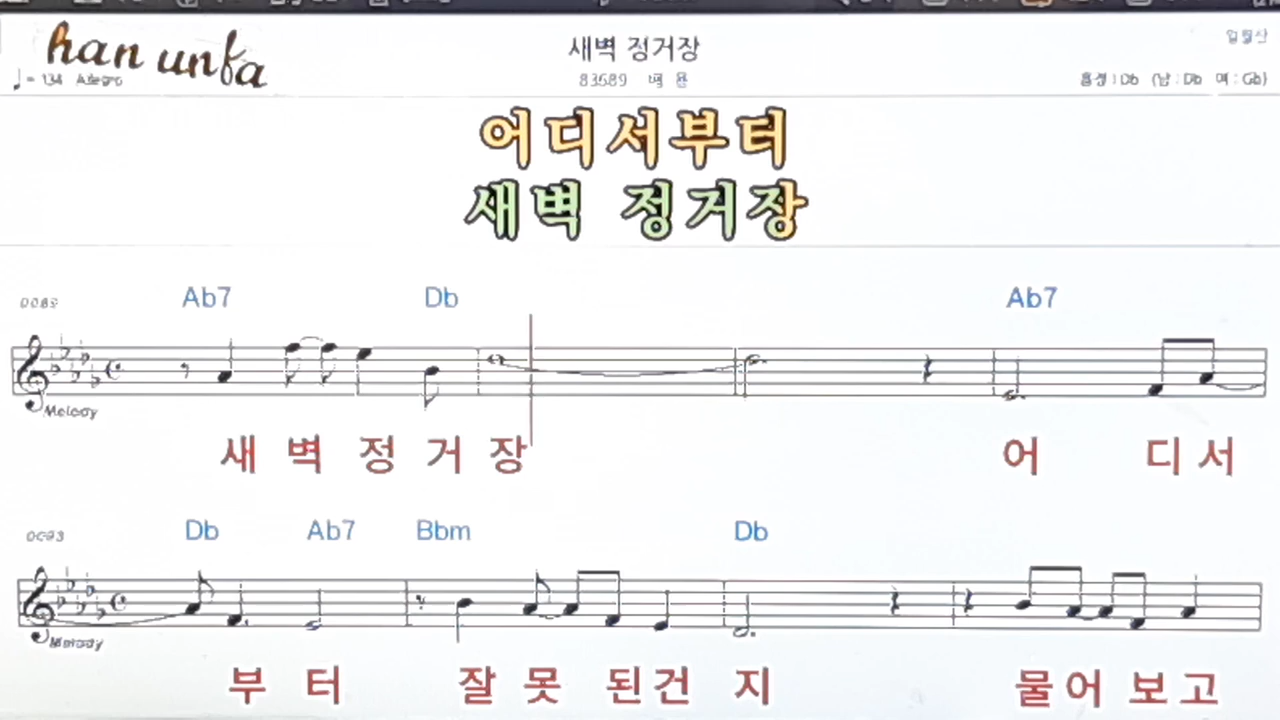 han unfa
새벽 정거장
♩= 134 Allegro
83689
어디서부터
새벽 정거장
Ab7 Db Ab7
Melody
새 벽 정 거 장 어 디 서
Db Ab7 Bbm Db
Melody
부 터 잘 못 된 건 지 물 어 보 고